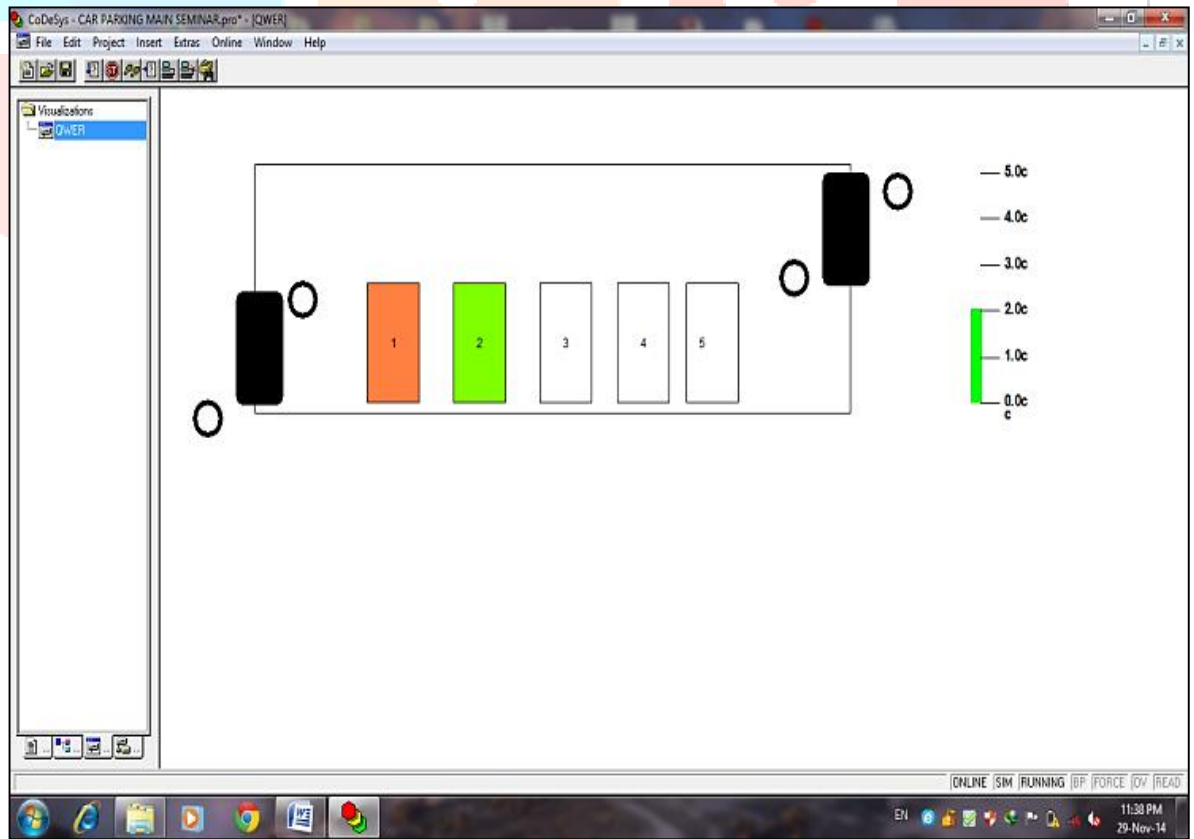 CoDeSys - CAR PARKING MAIN SEMINAR.pro* - [QWER]
File Edit Project Insert Extras Online Window Help
Visualizations
QWER
1 2 3 4 5
5.0c
4.0c
3.0c
2.0c
1.0c
0.0c
c
ONLINE SIM RUNNING BP FORCE OV READ
EN 11:38 PM
29-Nov-14